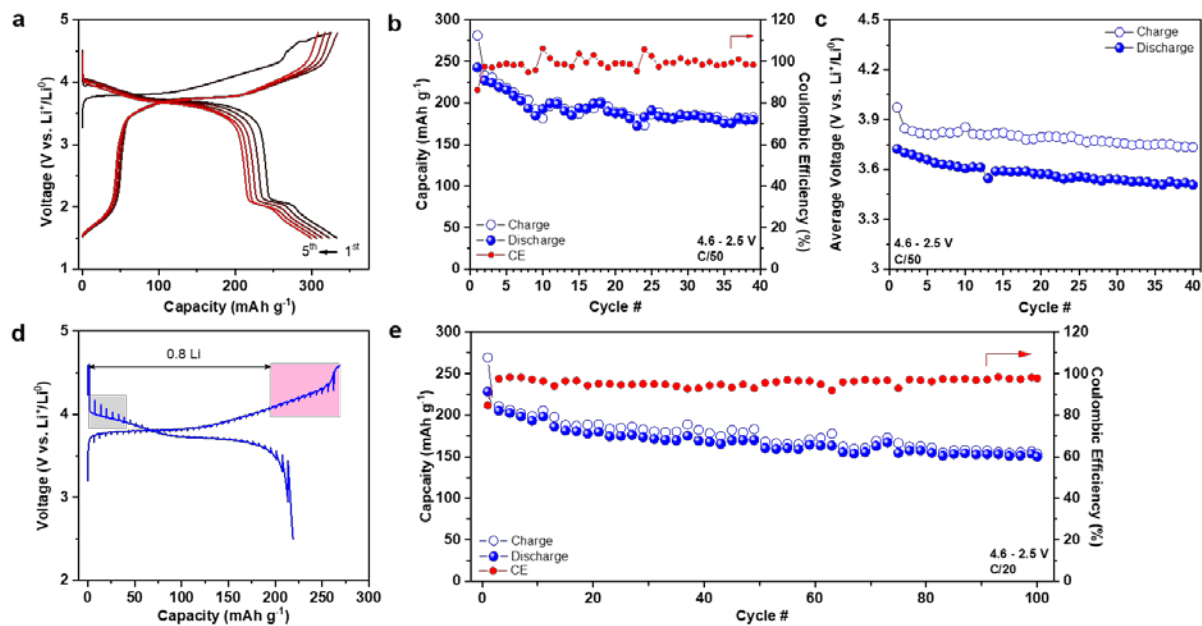 a
5
4
3
2
1
Voltage (V vs. Li⁺/Li⁰)
5ᵗʰ ← 1ˢᵗ
0 100 200 300
Capacity (mAh g⁻¹)
b
300
250
200
150
100
50
0
Capcaity (mAh g⁻¹)
120
100
80
60
40
20
0
Coulombic Efficiency (%)
Charge
Discharge
CE
4.6 - 2.5 V
C/50
0 5 10 15 20 25 30 35 40
Cycle #
c
4.5
4.2
3.9
3.6
3.3
3
Average Voltage (V vs. Li⁺/Li⁰)
Charge
Discharge
4.6 - 2.5 V
C/50
0 10 20 30 40
Cycle #
d
5
4
3
2
Voltage (V vs. Li⁺/Li⁰)
0.8 Li
0 50 100 150 200 250 300
Capacity (mAh g⁻¹)
e
300
250
200
150
100
50
0
Capcaity (mAh g⁻¹)
120
100
80
60
40
20
0
Coulombic Efficiency (%)
Charge
Discharge
CE
4.6 - 2.5 V
C/20
0 20 40 60 80 100
Cycle #